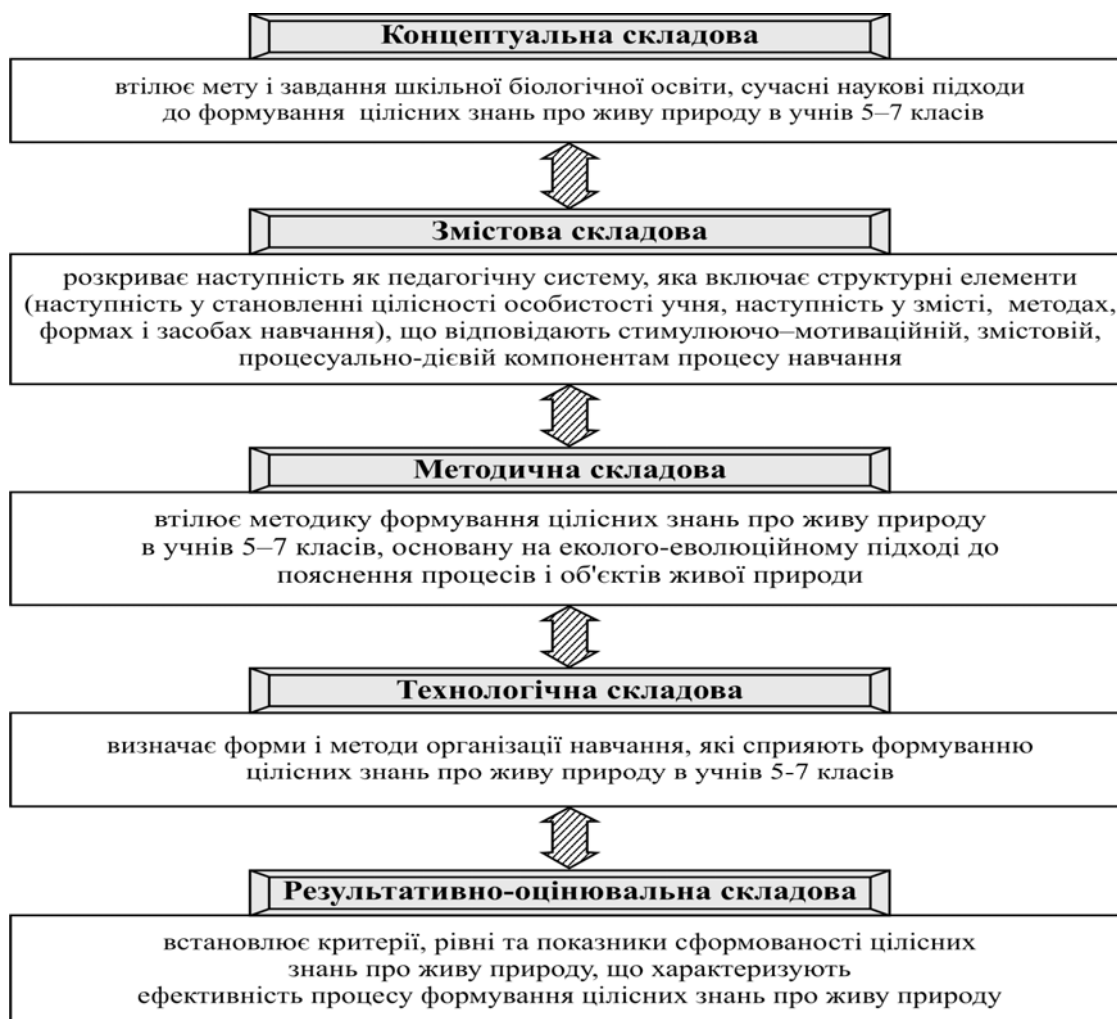 Концептуальна складова
втілює мету і завдання шкільної біологічної освіти, сучасні наукові підходи
до формування цілісних знань про живу природу в учнів 5–7 класів
Змістова складова
розкриває наступність як педагогічну систему, яка включає структурні елементи
(наступність у становленні цілісності особистості учня, наступність у змісті, методах,
формах і засобах навчання), що відповідають стимулюючо–мотиваційній, змістовій,
процесуально-дієвій компонентам процесу навчання
Методична складова
втілює методику формування цілісних знань про живу природу
в учнів 5–7 класів, основану на еколого-еволюційному підході до
пояснення процесів і об'єктів живої природи
Технологічна складова
визначає форми і методи організації навчання, які сприяють формуванню
цілісних знань про живу природу в учнів 5-7 класів
Результативно-оцінювальна складова
встановлює критерії, рівні та показники сформованості цілісних
знань про живу природу, що характеризують
ефективність процесу формування цілісних знань про живу природу